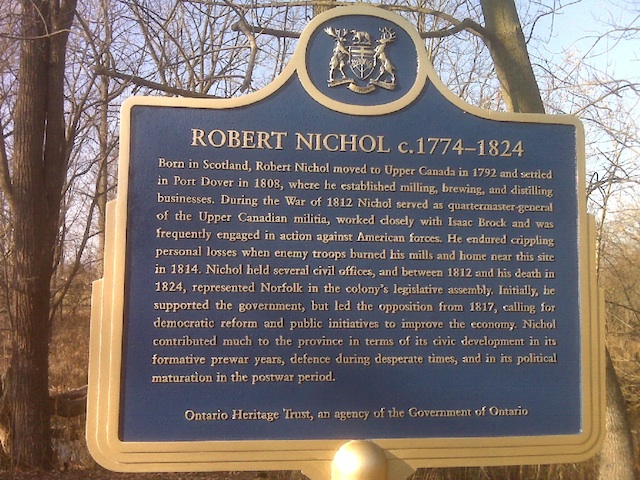 ROBERT NICHOL c.1774–1824
Born in Scotland, Robert Nichol moved to Upper Canada in 1792 and settled
in Port Dover in 1808, where he established milling, brewing, and distilling
businesses. During the War of 1812 Nichol served as quartermaster-general
of the Upper Canadian militia, worked closely with Isaac Brock and was
frequently engaged in action against American forces. He endured crippling
personal losses when enemy troops burned his mills and home near this site
in 1814. Nichol held several civil offices, and between 1812 and his death in
1824, represented Norfolk in the colony's legislative assembly. Initially, he
supported the government, but led the opposition from 1817, calling for
democratic reform and public initiatives to improve the economy. Nichol
contributed much to the province in terms of its civic development in its
formative prewar years, defence during desperate times, and in its political
maturation in the postwar period.
Ontario Heritage Trust, an agency of the Government of Ontario